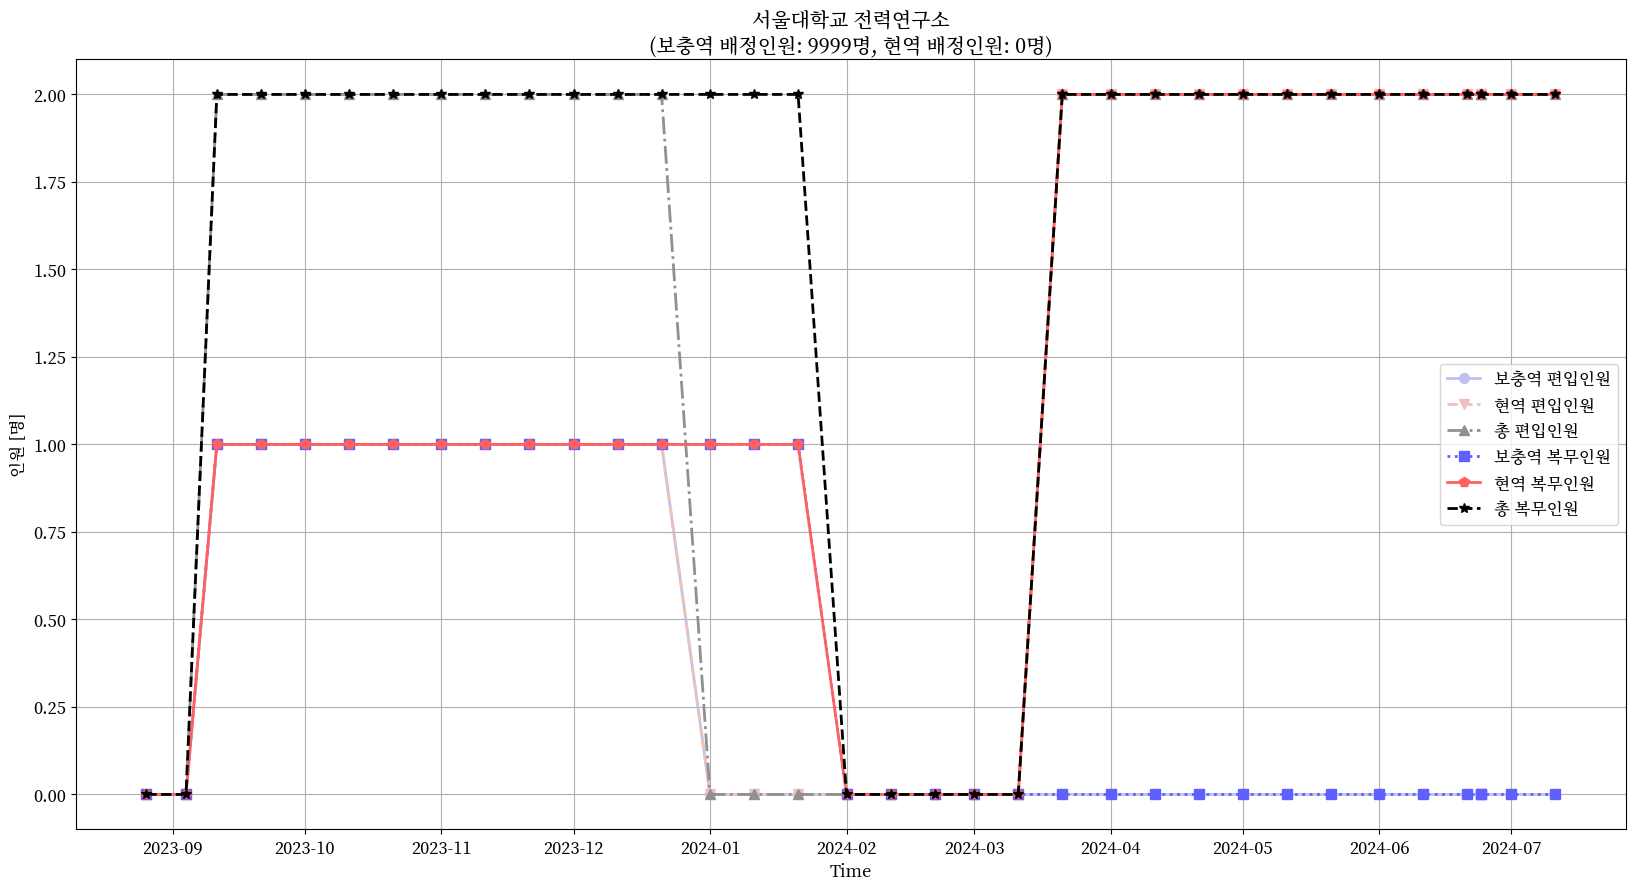 서울대학교 전력연구소
(보충역 배정인원: 9999명, 현역 배정인원: 0명)
2.00
1.75
1.50
1.25
1.00
0.75
0.50
0.25
0.00
인원 [명]
보충역 편입인원
현역 편입인원
총 편입인원
보충역 복무인원
현역 복무인원
총 복무인원
2023-09 2023-10 2023-11 2023-12 2024-01 2024-02 2024-03 2024-04 2024-05 2024-06 2024-07
Time